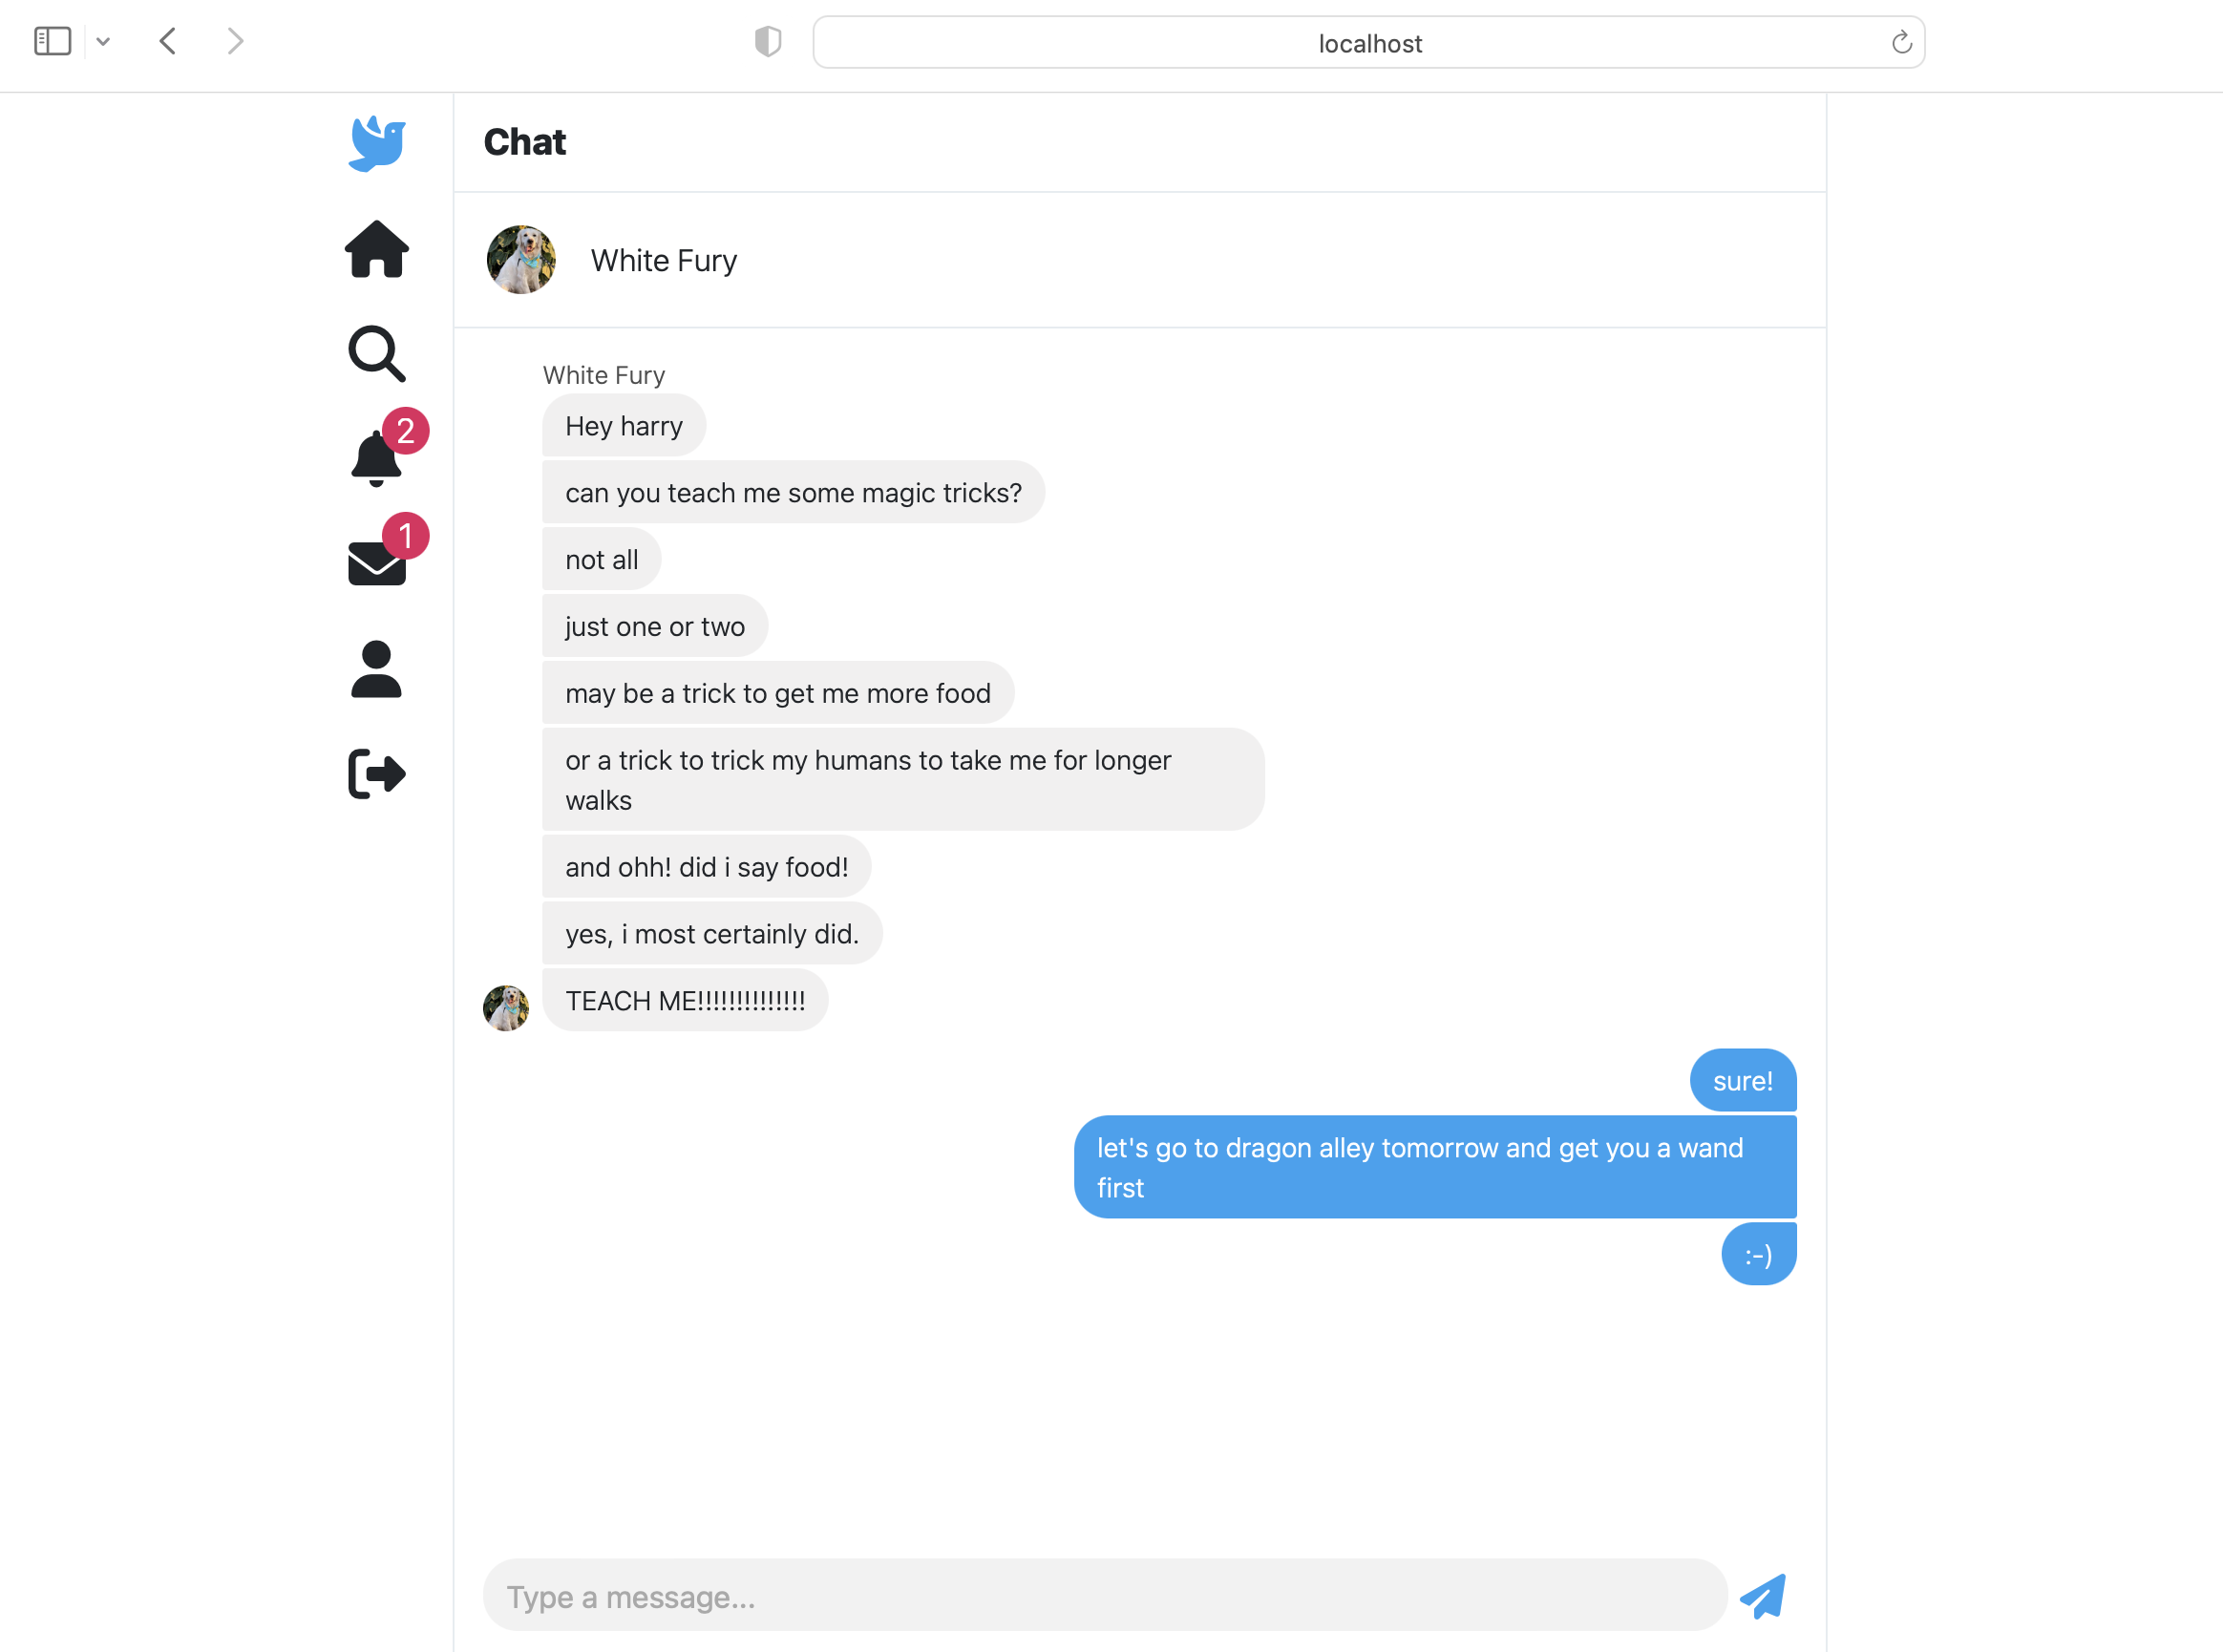 localhost
Chat
White Fury
White Fury
Hey harry
can you teach me some magic tricks?
not all
2
1
just one or two
may be a trick to get me more food
or a trick to trick my humans to take me for longer
walks
and ohh! did i say food!
yes, i most certainly did.
TEACH ME!!!!!!!!!!!!!!
sure!
let's go to dragon alley tomorrow and get you a wand
first
:-)
Type a message...